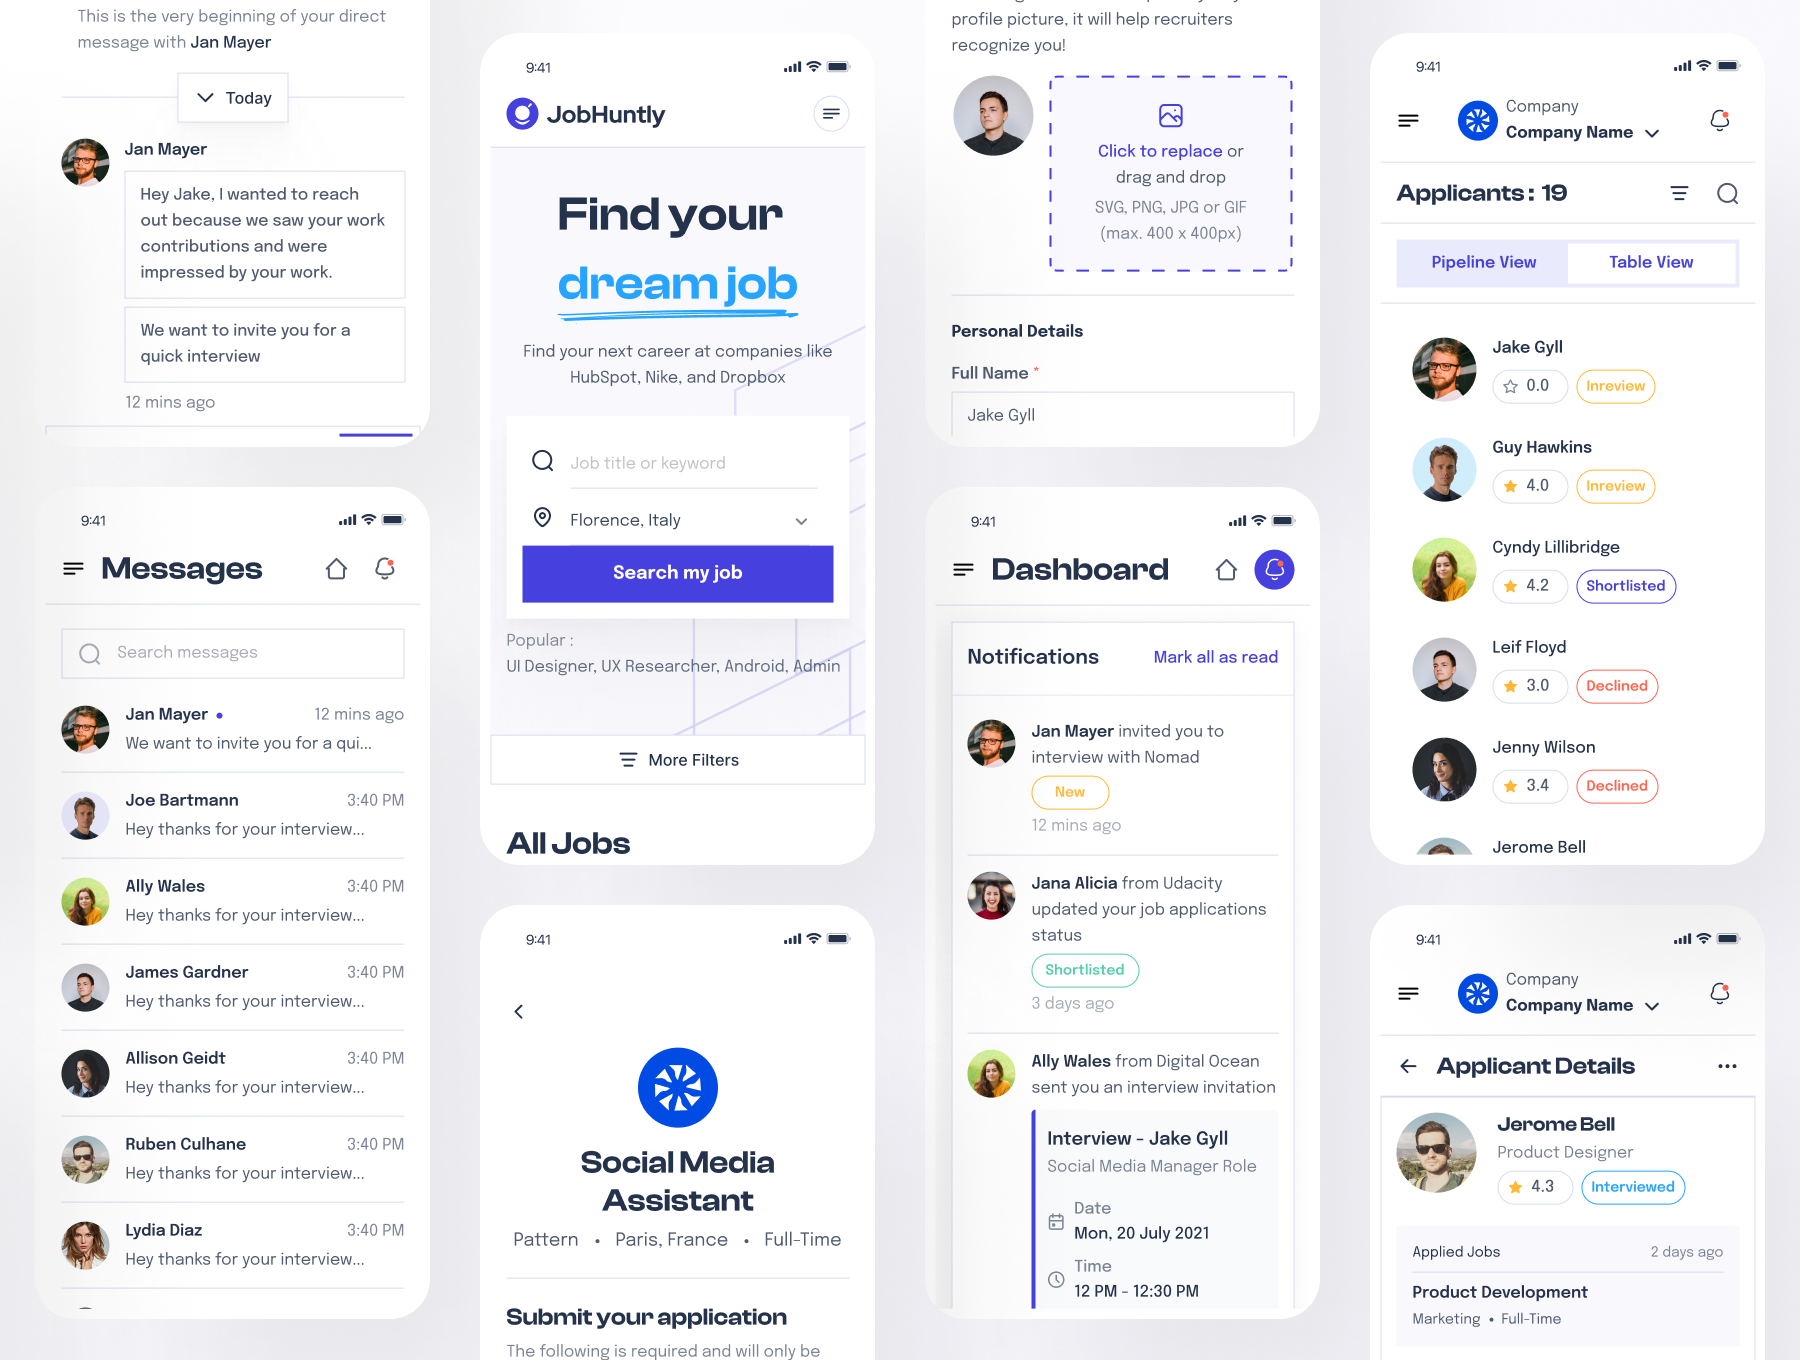 This is the very beginning of your direct
message with Jan Mayer
Today
Jan Mayer
Hey Jake, I wanted to reach
out because we saw your work
contributions and were
impressed by your work.
We want to invite you for a
quick interview
12 mins ago
9:41
Messages
Search messages
Jan Mayer
12 mins ago
We want to invite you for a qui...
Joe Bartmann
3:40 PM
Hey thanks for your interview...
Ally Wales
3:40 PM
Hey thanks for your interview...
James Gardner
3:40 PM
Hey thanks for your interview...
Allison Geidt
3:40 PM
Hey thanks for your interview...
Ruben Culhane
3:40 PM
Hey thanks for your interview...
Lydia Diaz
3:40 PM
Hey thanks for your interview...
9:41
JobHuntly
Find your
dream job
Find your next career at companies like
HubSpot, Nike, and Dropbox
Job title or keyword
Florence, Italy
Search my job
Popular :
UI Designer, UX Researcher, Android, Admin
More Filters
All Jobs
9:41
Social Media
Assistant
Pattern • Paris, France • Full-Time
Submit your application
The following is required and will only be
profile picture, it will help recruiters
recognize you!
Click to replace or
drag and drop
SVG, PNG, JPG or GIF
(max. 400 x 400px)
Personal Details
Full Name *
Jake Gyll
9:41
Dashboard
Notifications
Mark all as read
Jan Mayer invited you to
interview with Nomad
New
12 mins ago
Jana Alicia from Udacity
updated your job applications
status
Shortlisted
3 days ago
Ally Wales from Digital Ocean
sent you an interview invitation
Interview - Jake Gyll
Social Media Manager Role
Date
Mon, 20 July 2021
Time
12 PM - 12:30 PM
9:41
Company
Company Name
Applicants : 19
Pipeline View
Table View
Jake Gyll
0.0
Inreview
Guy Hawkins
4.0
Inreview
Cyndy Lillibridge
4.2
Shortlisted
Leif Floyd
3.0
Declined
Jenny Wilson
3.4
Declined
Jerome Bell
9:41
Company
Company Name
Applicant Details
Jerome Bell
Product Designer
4.3
Interviewed
Applied Jobs
2 days ago
Product Development
Marketing • Full-Time